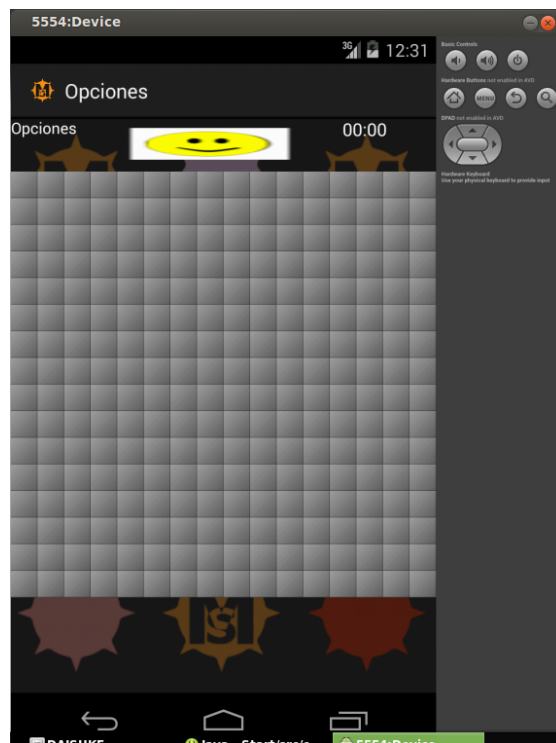 5554:Device
3G 12:31
Opciones
Opciones 00:00
Basic Controls
Hardware Buttons not enabled in AVD
MENU
DPAD not enabled in AVD
Hardware Keyboard
Use your physical keyboard to provide input
DAISUKE
5554:Device